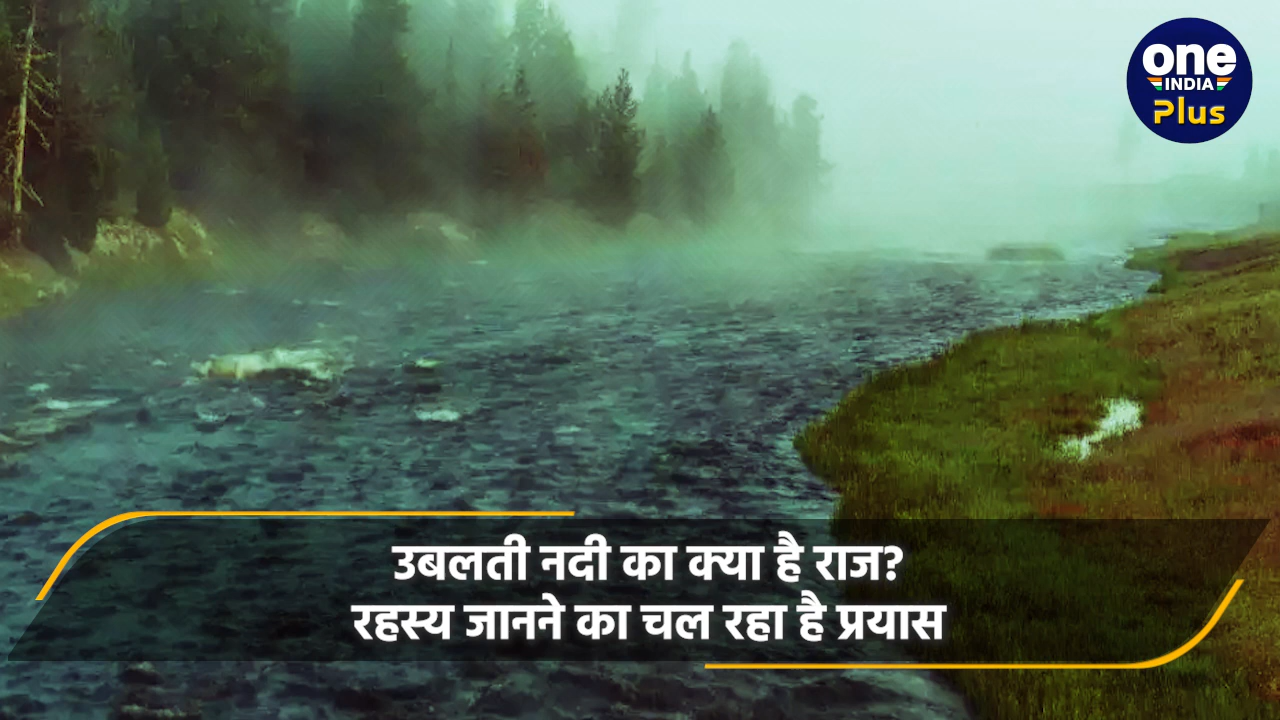 one
INDIA
Plus
उबलती नदी का क्या है राज?
रहस्य जानने का चल रहा है प्रयास